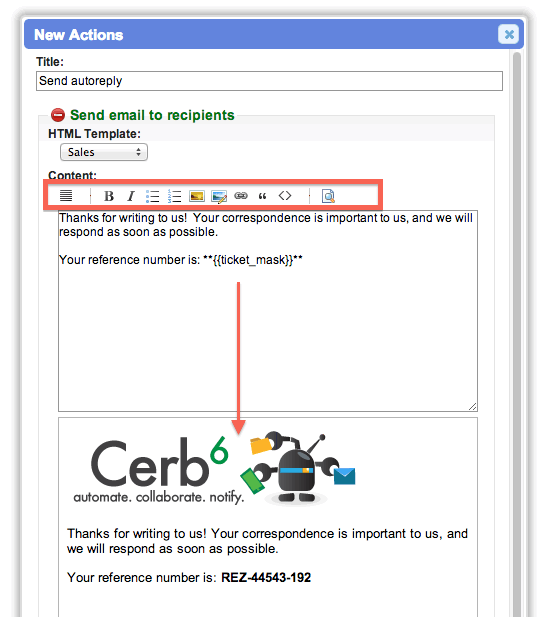 New Actions
Title:
Send autoreply
Send email to recipients
HTML Template:
Sales
Content:
B I “ <>
Thanks for writing to us!  Your correspondence is important to us, and we will
respond as soon as possible.
Your reference number is: **{{ticket_mask}}**
Cerb6
automate. collaborate. notify.
Thanks for writing to us! Your correspondence is important to us, and
we will respond as soon as possible.
Your reference number is: REZ-44543-192